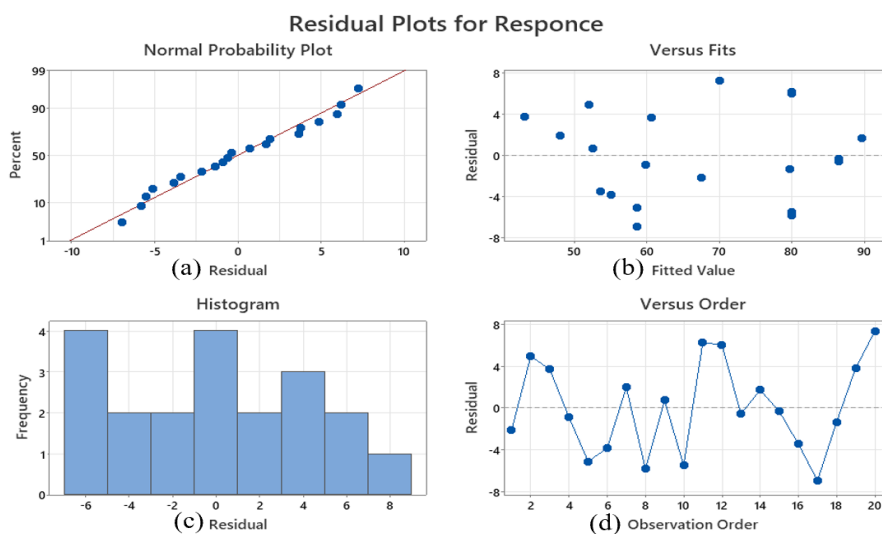 Residual Plots for Responce
Normal Probability Plot
99
90
50
10
1
Percent
-10 -5 0 5 10
(a) Residual
Versus Fits
8
4
0
-4
-8
Residual
50 60 70 80 90
(b) Fitted Value
Histogram
4
3
2
1
0
Frequency
-6 -4 -2 0 2 4 6 8
(c) Residual
Versus Order
8
4
0
-4
-8
Residual
2 4 6 8 10 12 14 16 18 20
(d) Observation Order